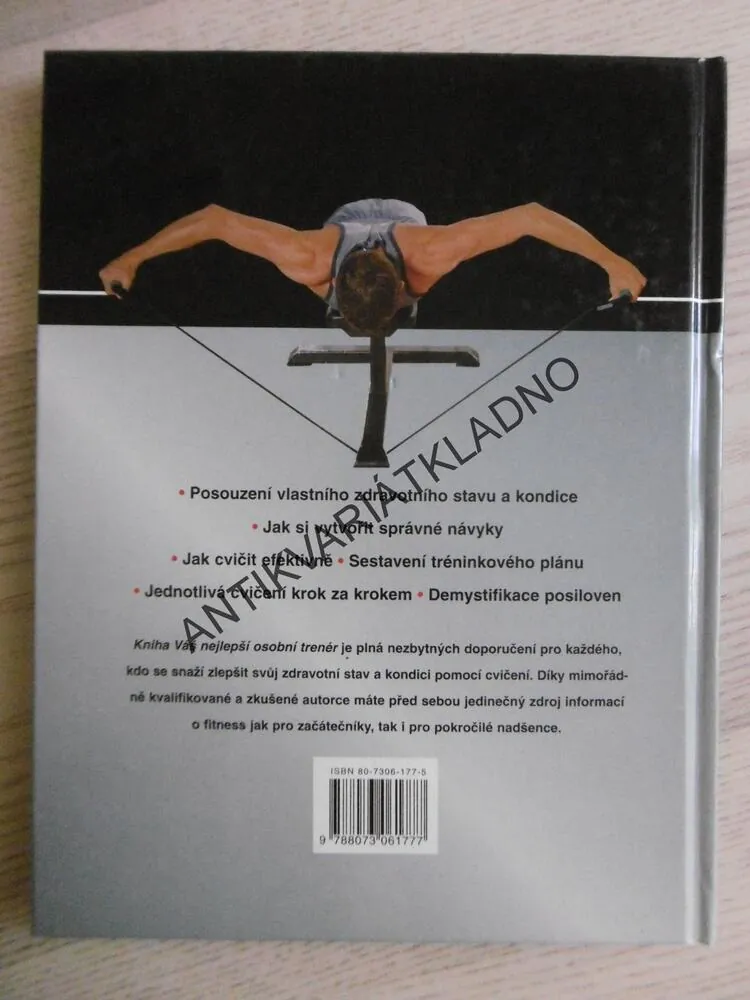 • Posouzení vlastního zdravotního stavu a kondice
• Jak si vytvořit správné návyky
• Jak cvičit efektivně • Sestavení tréninkového plánu
• Jednotlivá cvičení krok za krokem • Demystifikace posiloven
ANTIKVARIÁTKLADNO
Kniha Váš nejlepší osobní trenér je plná nezbytných doporučení pro každého,
kdo se snaží zlepšit svůj zdravotní stav a kondici pomocí cvičení. Díky mimořád-
ně kvalifikované a zkušené autorce máte před sebou jedinečný zdroj informací
o fitness jak pro začátečníky, tak i pro pokročilé nadšence.
ISBN 80-7306-177-5
9 788073 061777